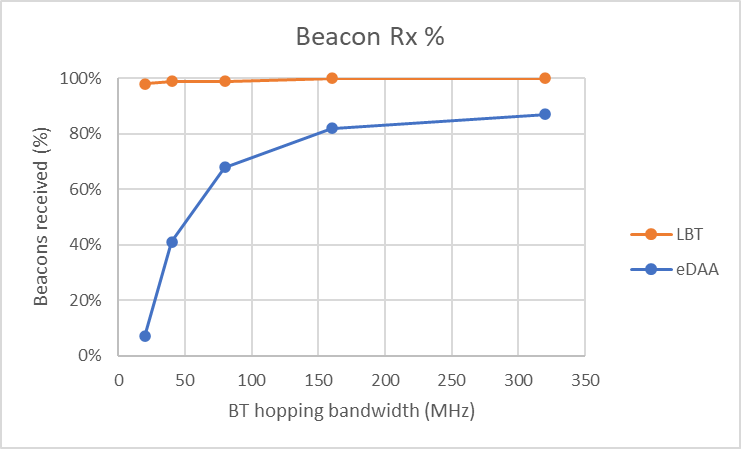 Beacon Rx %
100%
80%
60%
40%
20%
0%
Beacons received (%)
0 50 100 150 200 250 300 350
BT hopping bandwidth (MHz)
LBT
eDAA